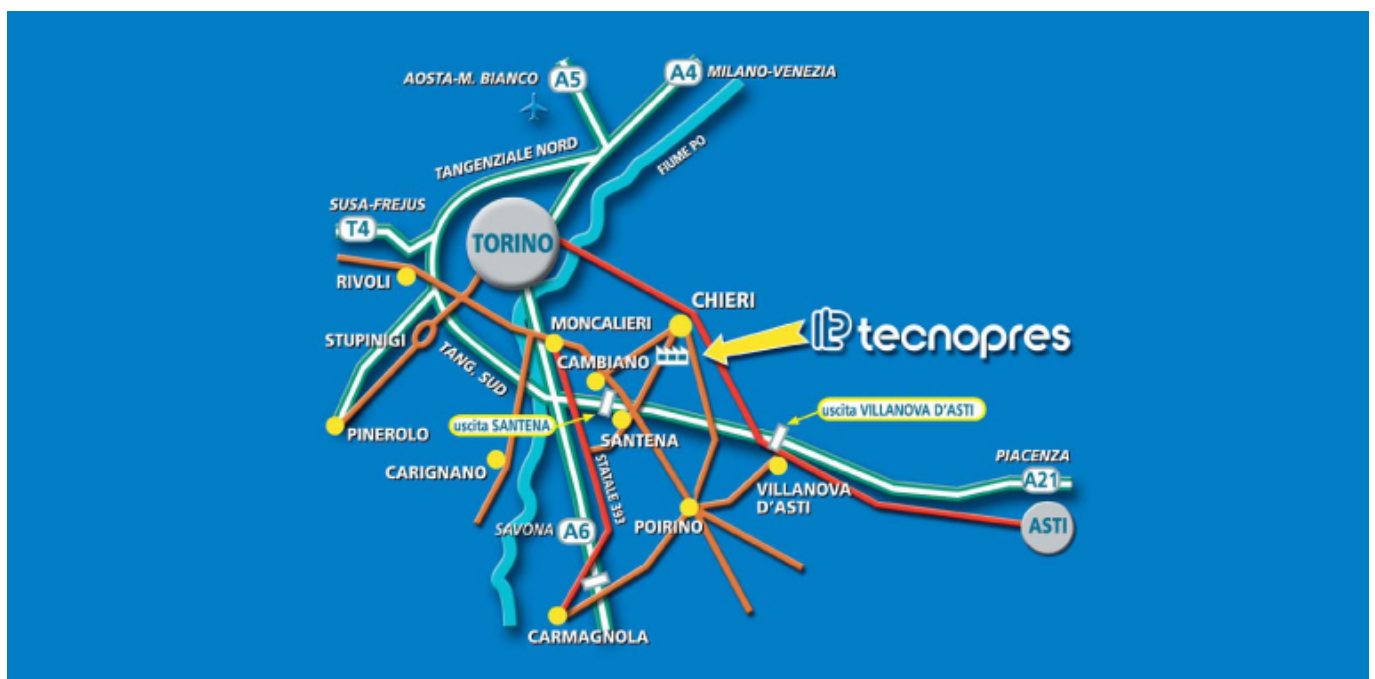 AOSTA-M. BIANCO
A5
A4
MILANO-VENEZIA
TANGENZIALE NORD
FIUME PO
SUSA-FREJUS
T4
TORINO
RIVOLI
CHIERI
MONCALIERI
tecnopres
STUPINIGI
CAMBIANO
TANG. SUD
uscita VILLANOVA D'ASTI
uscita SANTENA
PINEROLO
SANTENA
PIACENZA
CARIGNANO
STATALE 393
A21
VILLANOVA
D'ASTI
SAVONA
A6
POIRINO
ASTI
CARMAGNOLA